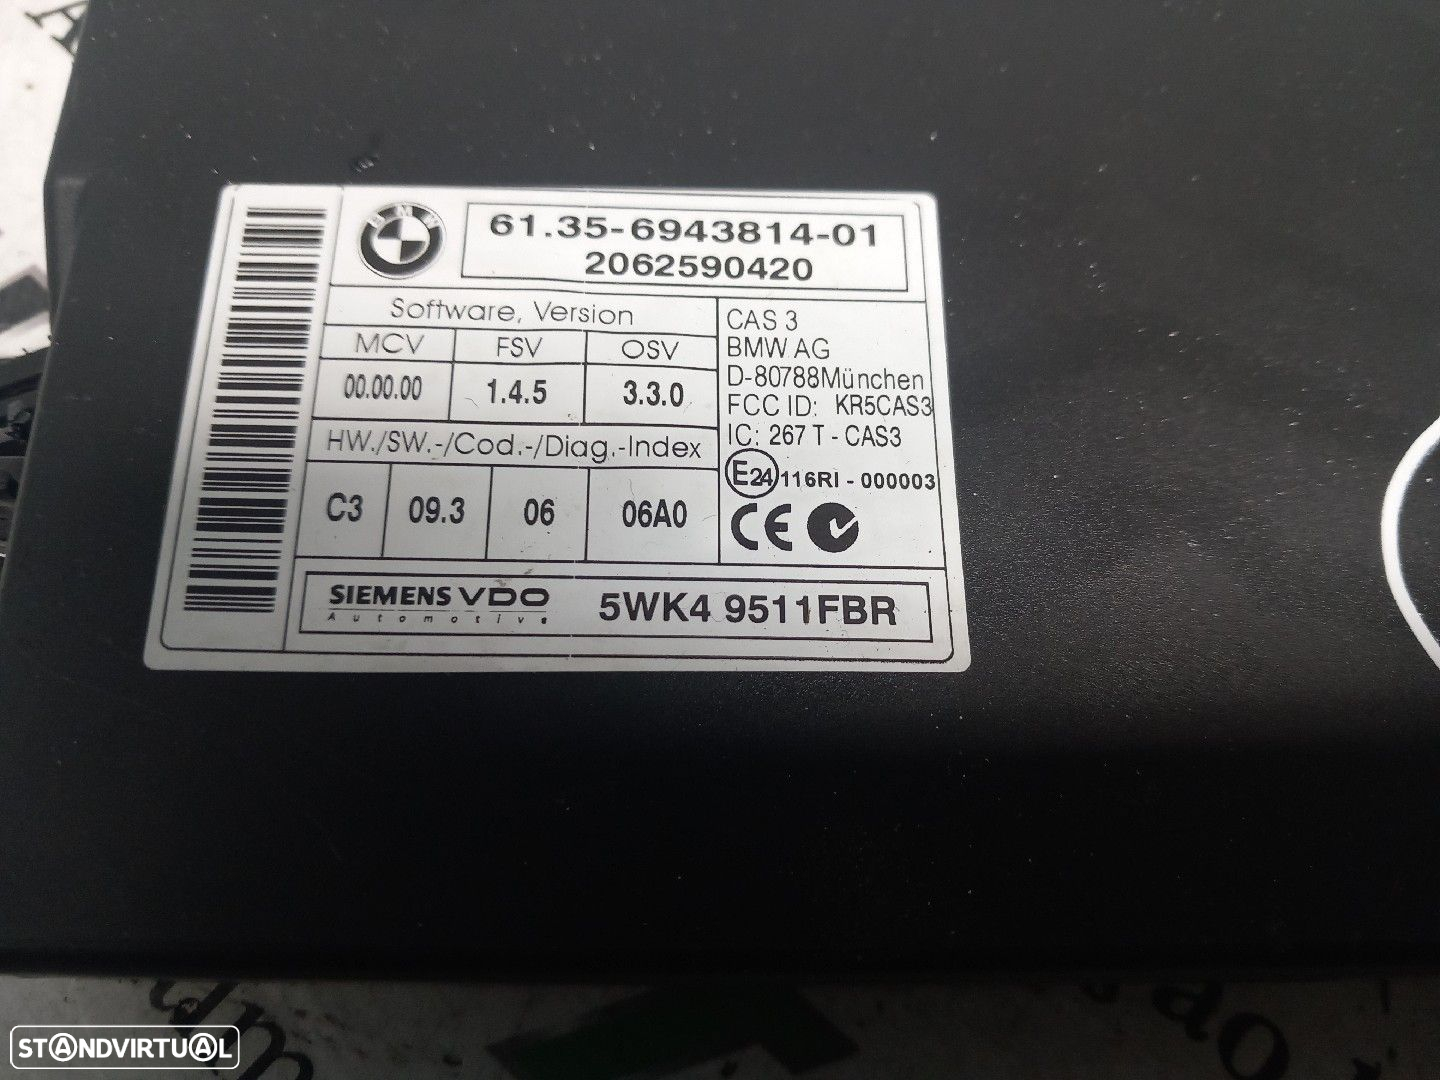 BMW
61.35-6943814-01
2062590420
Software, Version
MCV FSV OSV
00.00.00 1.4.5 3.3.0
HW./SW.-/Cod.-/Diag.-Index
C3 09.3 06 06A0
CAS 3
BMW AG
D-80788München
FCC ID: KR5CAS3
IC: 267 T - CAS3
E24 116RI - 000003
CE
SIEMENS VDO
Automotive
5WK4 9511FBR
STANDVIRTUAL